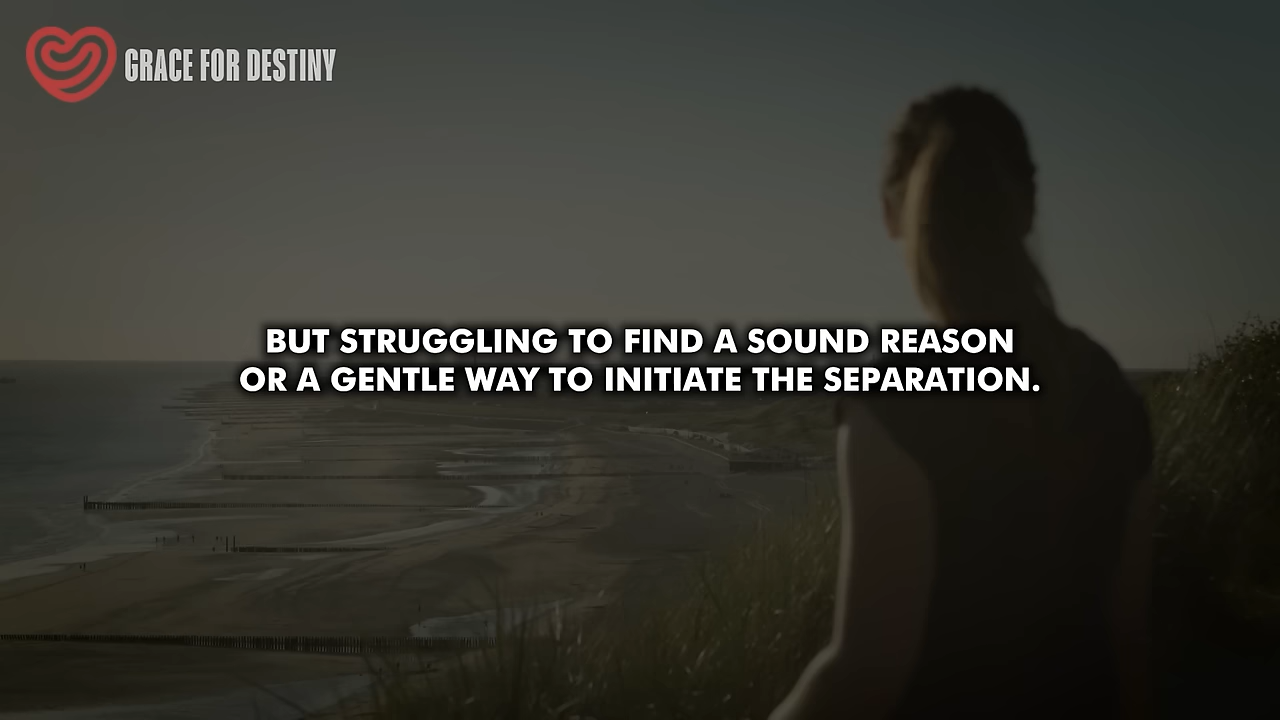 GRACE FOR DESTINY
BUT STRUGGLING TO FIND A SOUND REASON
OR A GENTLE WAY TO INITIATE THE SEPARATION.